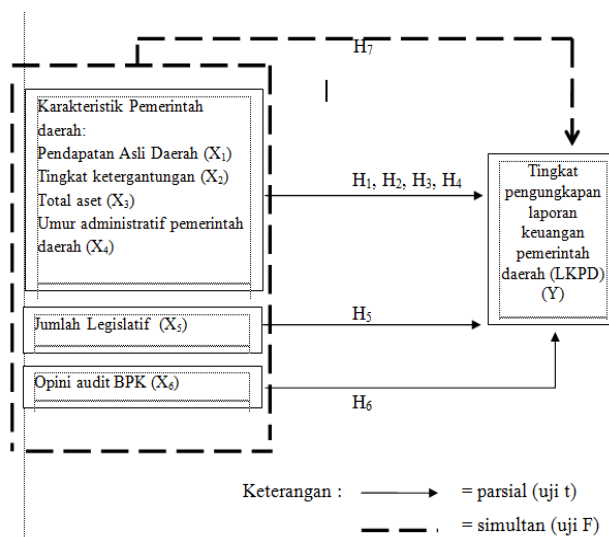 H₇
Karakteristik Pemerintah
daerah:
Pendapatan Asli Daerah (X₁)
Tingkat ketergantungan (X₂)
Total aset (X₃)
Umur administratif pemerintah
daerah (X₄)
H₁, H₂, H₃, H₄
Tingkat
pengungkapan
laporan
keuangan
pemerintah
daerah (LKPD)
(Y)
Jumlah Legislatif (X₅)
H₅
Opini audit BPK (X₆)
H₆
Keterangan :
= parsial (uji t)
= simultan (uji F)